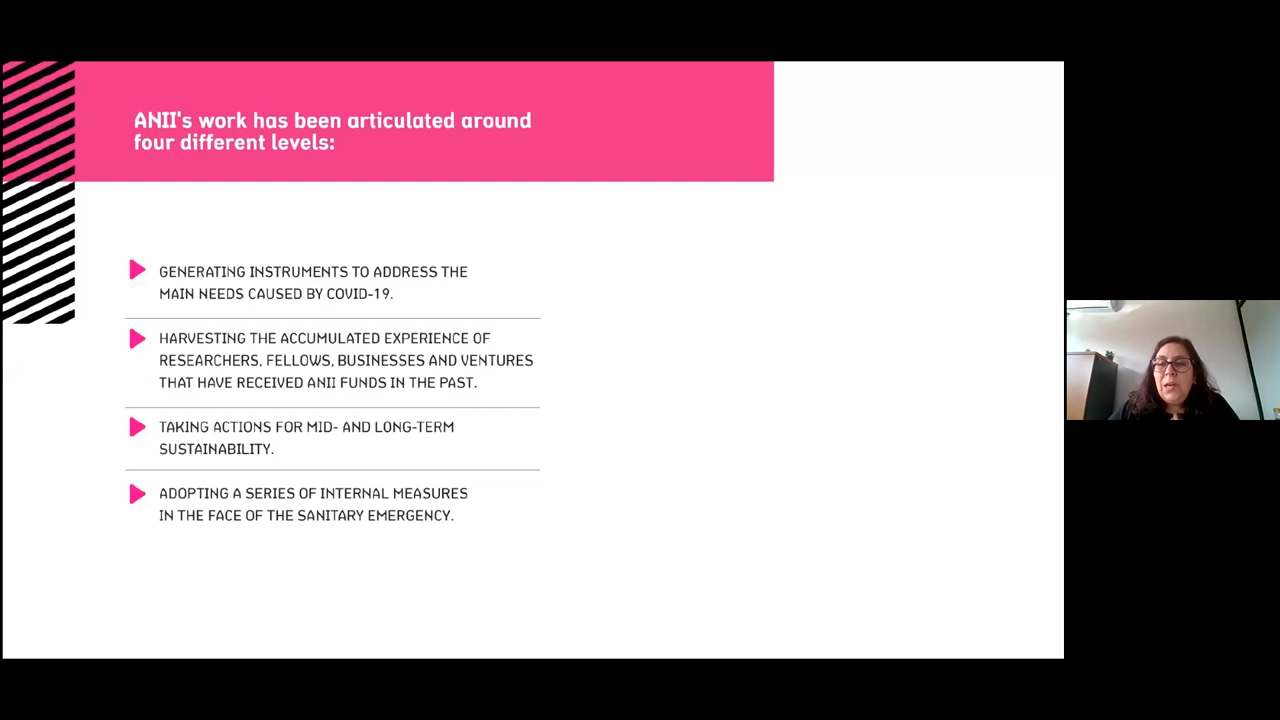 ANII's work has been articulated around
four different levels:
GENERATING INSTRUMENTS TO ADDRESS THE
MAIN NEEDS CAUSED BY COVID-19.
HARVESTING THE ACCUMULATED EXPERIENCE OF
RESEARCHERS, FELLOWS, BUSINESSES AND VENTURES
THAT HAVE RECEIVED ANII FUNDS IN THE PAST.
TAKING ACTIONS FOR MID- AND LONG-TERM
SUSTAINABILITY.
ADOPTING A SERIES OF INTERNAL MEASURES
IN THE FACE OF THE SANITARY EMERGENCY.